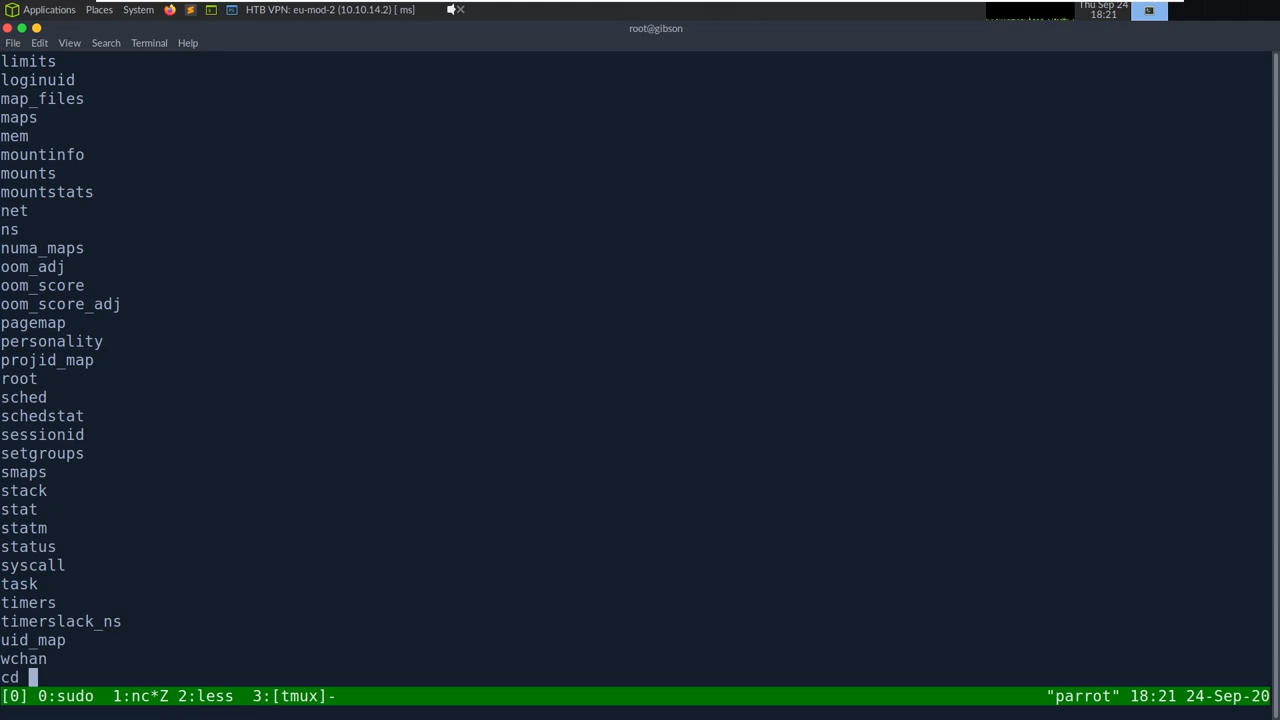 Applications Places System HTB VPN: eu-mod-2 (10.10.14.2) [ ms]
Thu Sep 24
18:21
root@gibson
File Edit View Search Terminal Help
limits
loginuid
map_files
maps
mem
mountinfo
mounts
mountstats
net
ns
numa_maps
oom_adj
oom_score
oom_score_adj
pagemap
personality
projid_map
root
sched
schedstat
sessionid
setgroups
smaps
stack
stat
statm
status
syscall
task
timers
timerslack_ns
uid_map
wchan
cd
[0] 0:sudo 1:nc*Z 2:less 3:[tmux]- "parrot" 18:21 24-Sep-20